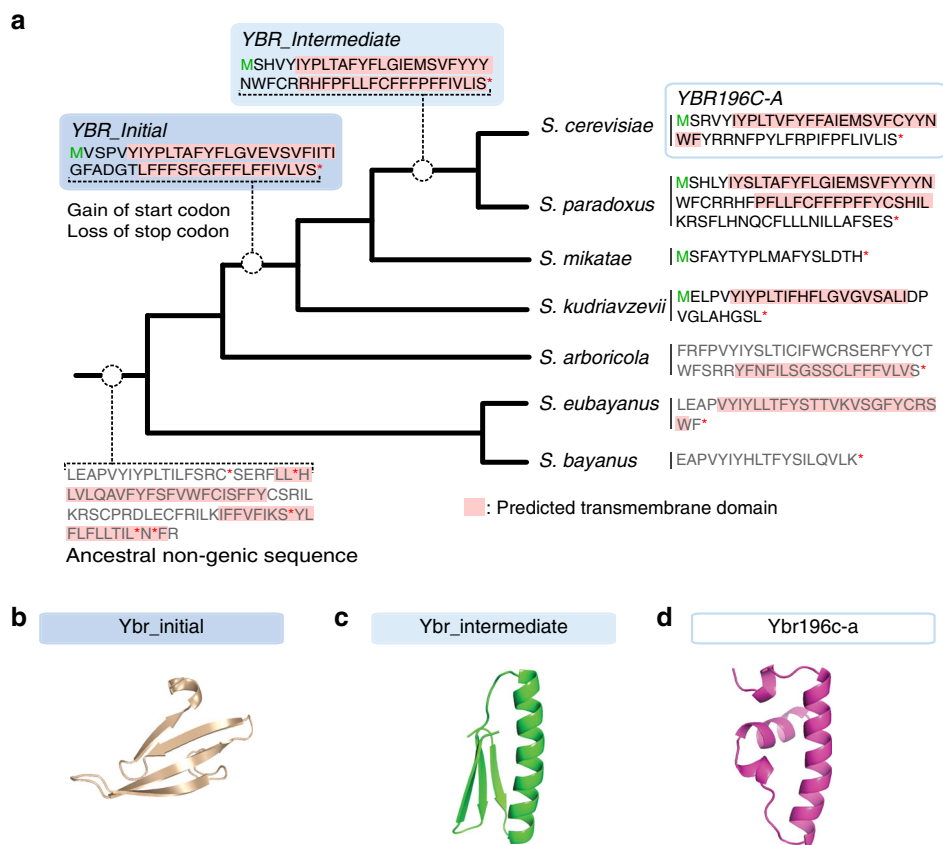 a
YBR_Intermediate
MSHVYIYPLTAFYFLGIEMSVFYYY
NWFCRRHFPFLLFCFFFPFFIVLIS*
YBR_Initial
MVSPVYIYPLTAFYFLGVEVSVFIITI
GFADGTLFFFSFGFFFLFFIVLVS*
Gain of start codon
Loss of stop codon
YBR196C-A
S. cerevisiae
MSRVYIYPLTVFYFFAIEMSVFCYYN
WFYRRNFPYLFRPIFPFLIVLIS*
S. paradoxus
MSHLYIYSLTAFYFLGIEMSVFYYYN
WFCRRHFPFLLFCFFFPFFYCSHIL
KRSFLHNQCFLLLNILLAFSES*
S. mikatae
MSFAYTYPLMAFYSLDTH*
S. kudriavzevii
MELPVYIYPLTIFHFLGVGVSALIDP
VGLAHGSL*
S. arboricola
FRFPVYIYSLTICIFWCRSERFYYCT
WFSRRYFNFILSGSSCLFFFVLVS*
S. eubayanus
LEAPVYIYLLTFYSTTVKVSGFYCRS
WF*
S. bayanus
EAPVYIYHLTFYSILQVLK*
LEAPVYIYPLTILFSRC*SERFLL*H
LVLQAVFYFSFVWFCISFFYCSRIL
KRSCPRDLECFRILKIFFVFIKS*YL
FLFLLTIL*N*FR
Ancestral non-genic sequence
: Predicted transmembrane domain
b
Ybr_initial
c
Ybr_intermediate
d
Ybr196c-a